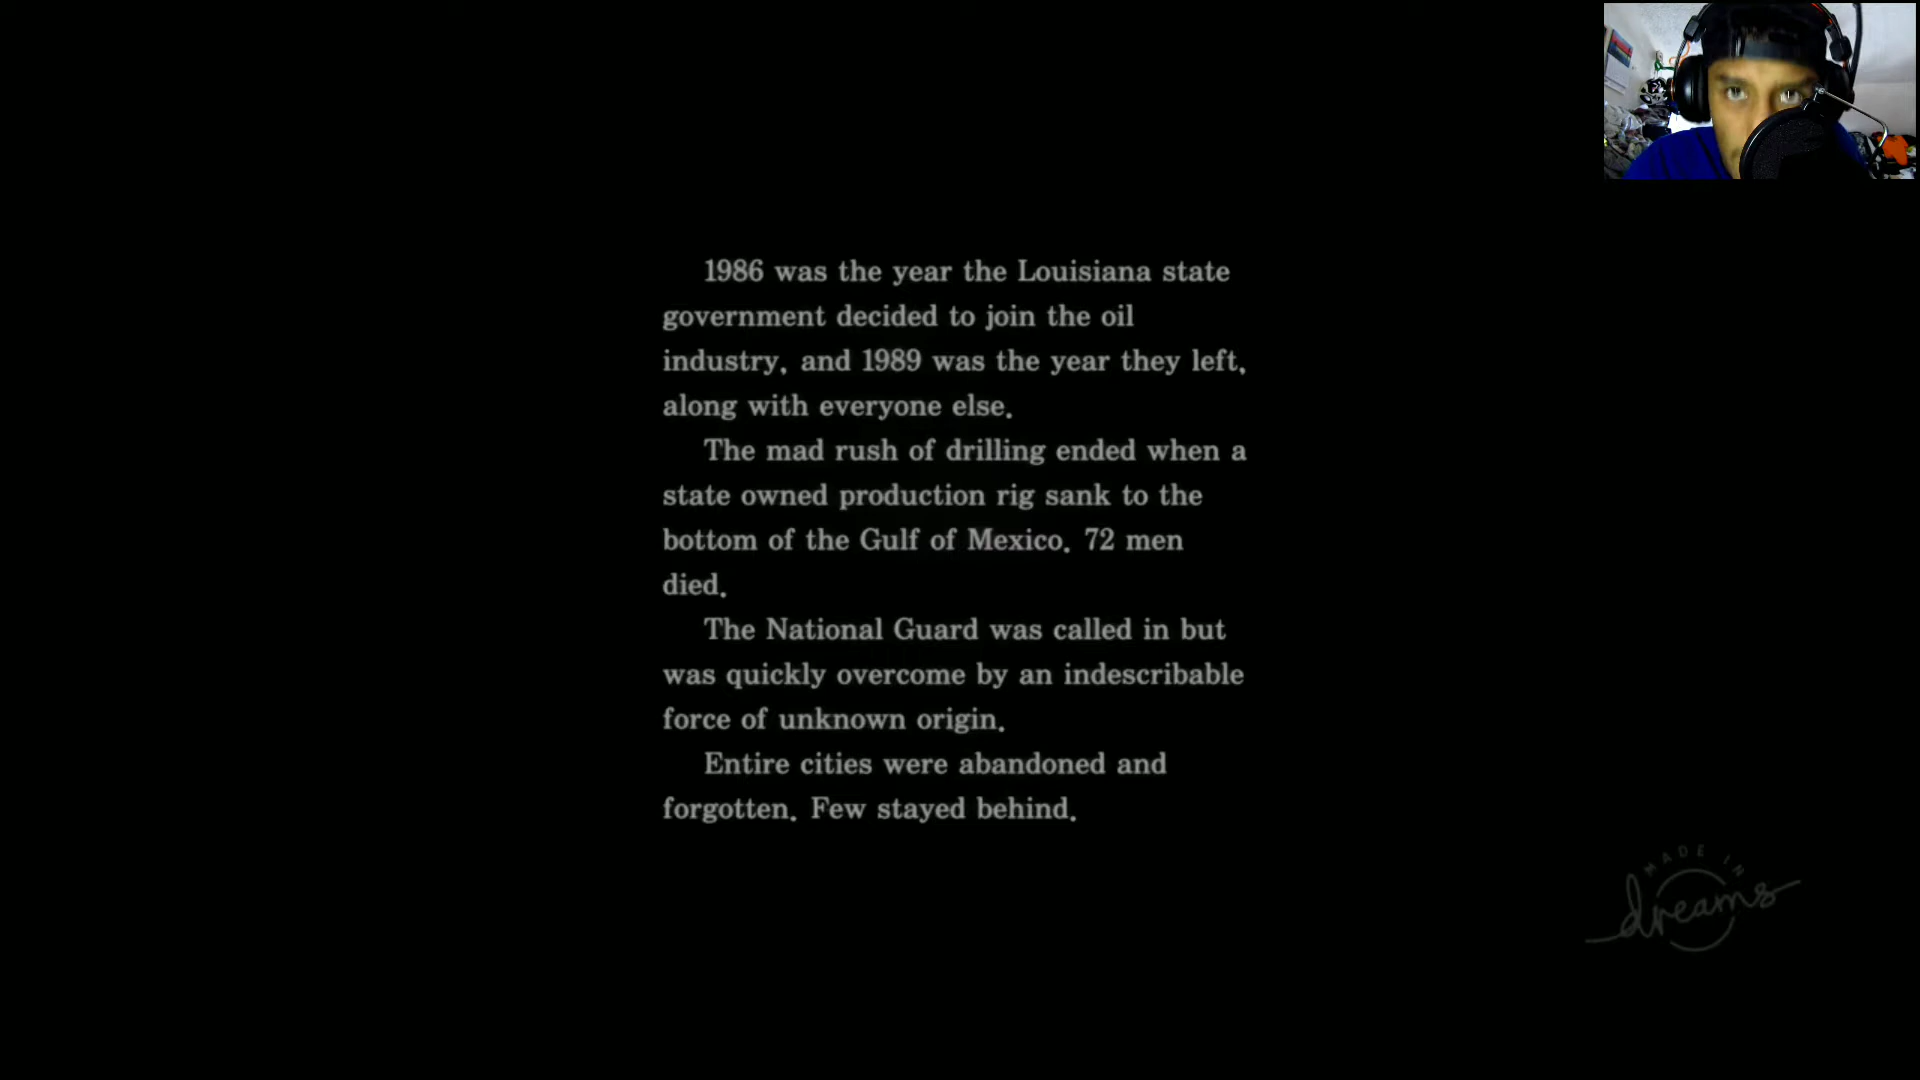 1986 was the year the Louisiana state
government decided to join the oil
industry, and 1989 was the year they left,
along with everyone else.
The mad rush of drilling ended when a
state owned production rig sank to the
bottom of the Gulf of Mexico. 72 men
died.
The National Guard was called in but
was quickly overcome by an indescribable
force of unknown origin.
Entire cities were abandoned and
forgotten. Few stayed behind.
MADE IN
dreams